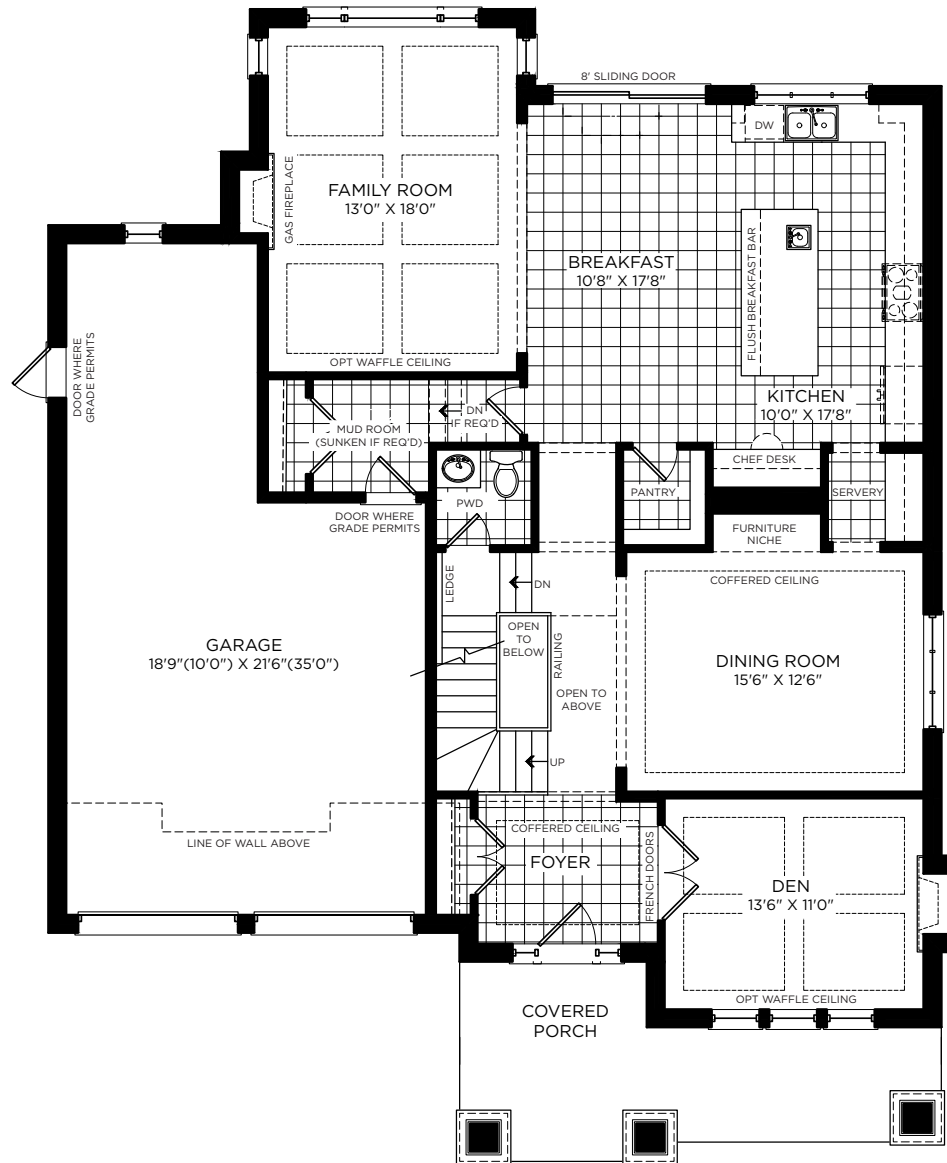 8' SLIDING DOOR
DW
GAS FIREPLACE
FAMILY ROOM
13'0" X 18'0"
OPT WAFFLE CEILING
BREAKFAST
10'8" X 17'8"
FLUSH BREAKFAST BAR
KITCHEN
10'0" X 17'8"
CHEF DESK
DOOR WHERE
GRADE PERMITS
DN
IF REQ'D
MUD ROOM
(SUNKEN IF REQ'D)
PWD
PANTRY
SERVERY
DOOR WHERE
GRADE PERMITS
FURNITURE
NICHE
LEDGE
DN
COFFERED CEILING
OPEN
TO
BELOW
RAILING
GARAGE
18'9"(10'0") X 21'6"(35'0")
DINING ROOM
15'6" X 12'6"
OPEN TO
ABOVE
UP
LINE OF WALL ABOVE
COFFERED CEILING
FOYER
FRENCH DOORS
DEN
13'6" X 11'0"
OPT WAFFLE CEILING
COVERED
PORCH